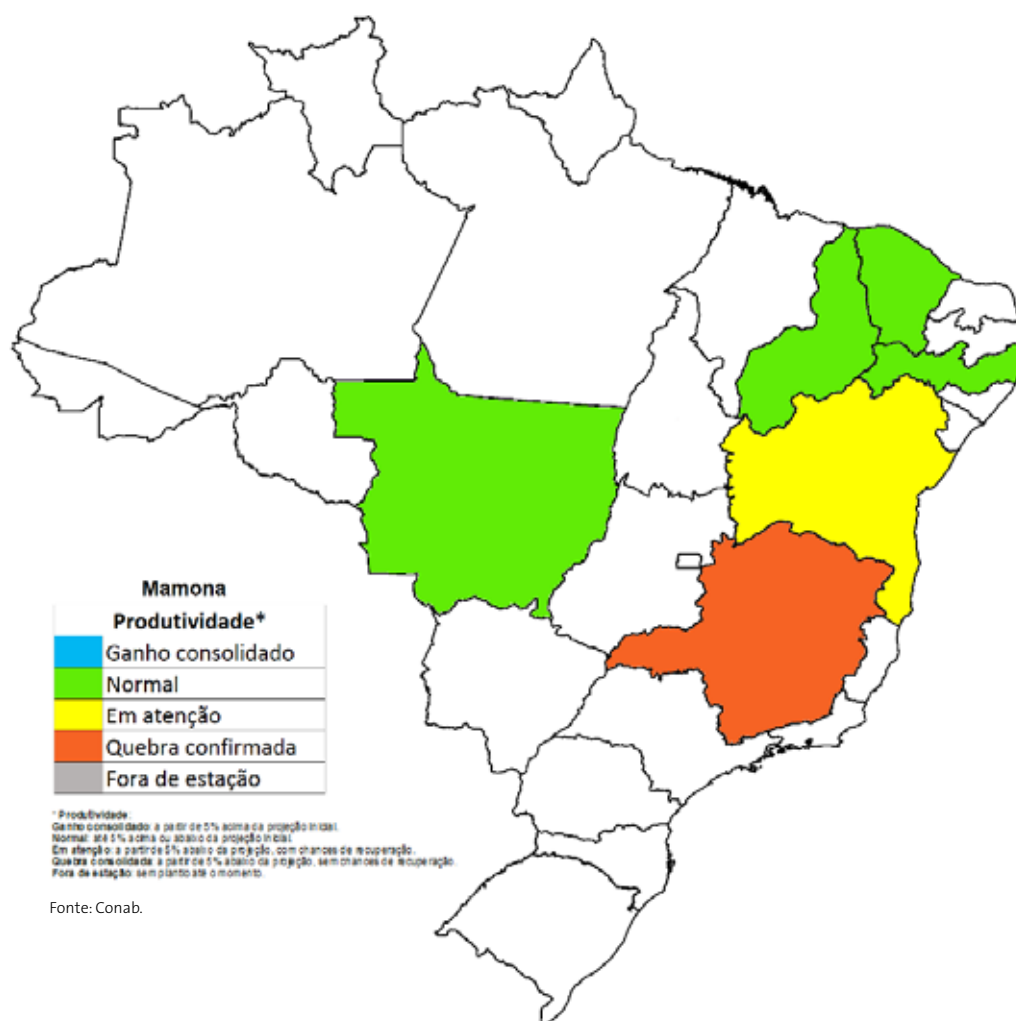 Mamona
Produtividade*
Ganho consolidado
Normal
Em atenção
Quebra confirmada
Fora de estação
* Produtividade:
Ganho consolidado: a partir de 5% acima da projeção inicial.
Normal: até 5% acima ou abaixo da projeção inicial.
Em atenção: a partir de 5% abaixo da projeção, com chances de recuperação.
Quebra consolidada: a partir de 5% abaixo da projeção, sem chances de recuperação.
Fora de estação: sem plantio até o momento.
Fonte: Conab.